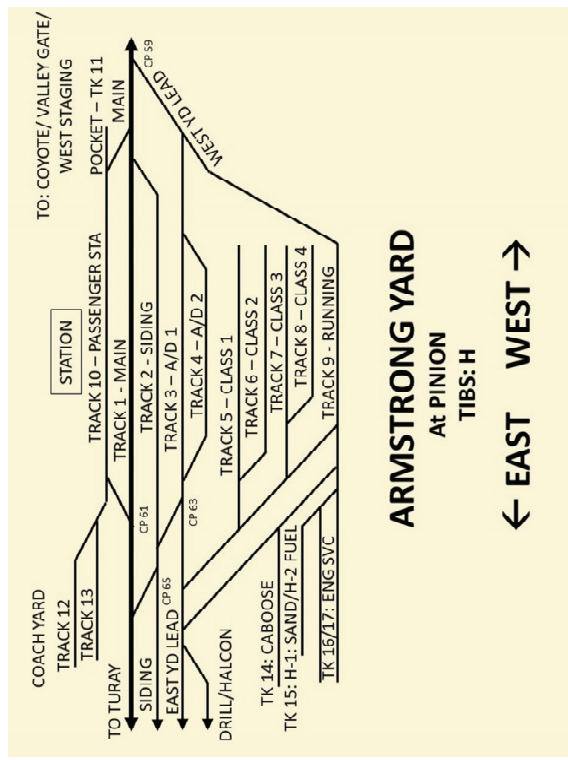 TO: COYOTE/ VALLEY GATE/
WEST STAGING
POCKET – TK 11
MAIN
CP 59
WEST YD LEAD
STATION
TRACK 10 – PASSENGER STA
TRACK 1 - MAIN
TRACK 2 - SIDING
TRACK 3 – A/D 1
TRACK 4 – A/D 2
TRACK 5 – CLASS 1
TRACK 6 – CLASS 2
TRACK 7 – CLASS 3
TRACK 8 – CLASS 4
TRACK 9 - RUNNING
CP 61
CP 63
CP 65
COACH YARD
TRACK 12
TRACK 13
TO TURAY
SIDING
EAST YD LEAD
DRILL/HALCON
TK 14: CABOOSE
TK 15: H-1: SAND/H-2 FUEL
TK 16/17: ENG SVC
ARMSTRONG YARD
At PINION
TIBS: H
← EAST WEST →